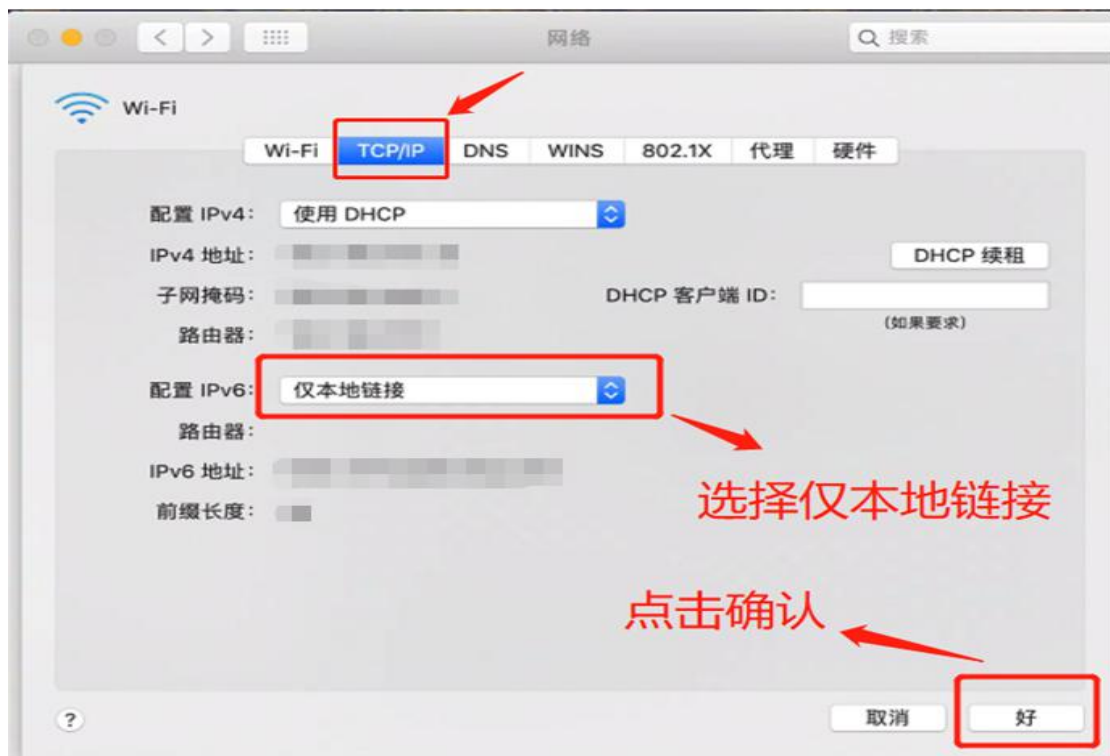 网络
搜索
Wi-Fi
Wi-Fi TCP/IP DNS WINS 802.1X 代理 硬件
配置 IPv4： 使用 DHCP
IPv4 地址： DHCP 续租
子网掩码： DHCP 客户端 ID：
路由器： (如果要求)
配置 IPv6： 仅本地链接
路由器：
IPv6 地址：
选择仅本地链接
前缀长度：
点击确认
? 取消 好